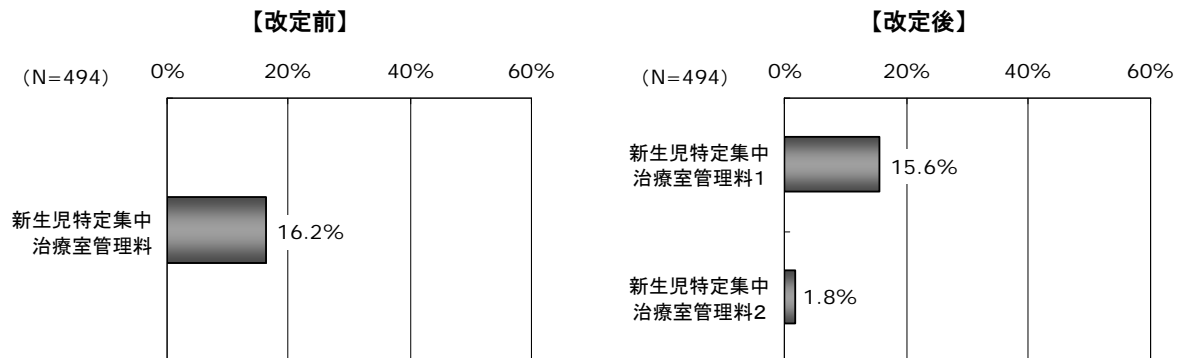 【改定前】
（N=494）
0%
20%
40%
60%
新生児特定集中
治療室管理料
16.2%
【改定後】
（N=494）
0%
20%
40%
60%
新生児特定集中
治療室管理料1
15.6%
新生児特定集中
治療室管理料2
1.8%